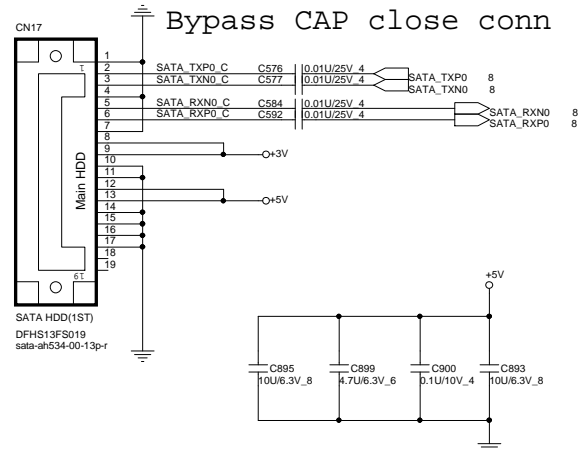 Bypass CAP close conn
CN17
1
1
2 SATA_TXP0_C C576 0.01U/25V_4 SATA_TXP0 8
3 SATA_TXN0_C C577 0.01U/25V_4 SATA_TXN0 8
4
5 SATA_RXN0_C C584 0.01U/25V_4 SATA_RXN0 8
6 SATA_RXP0_C C592 0.01U/25V_4 SATA_RXP0 8
7
8
9 +3V
10
11
12
13 +5V
14
15
16
17
18
19
Main HDD
19
SATA HDD(1ST)
DFHS13FS019
sata-ah534-00-13p-r
+5V
C895 C899 C900 C893
10U/6.3V_8 4.7U/6.3V_6 0.1U/10V_4 10U/6.3V_8